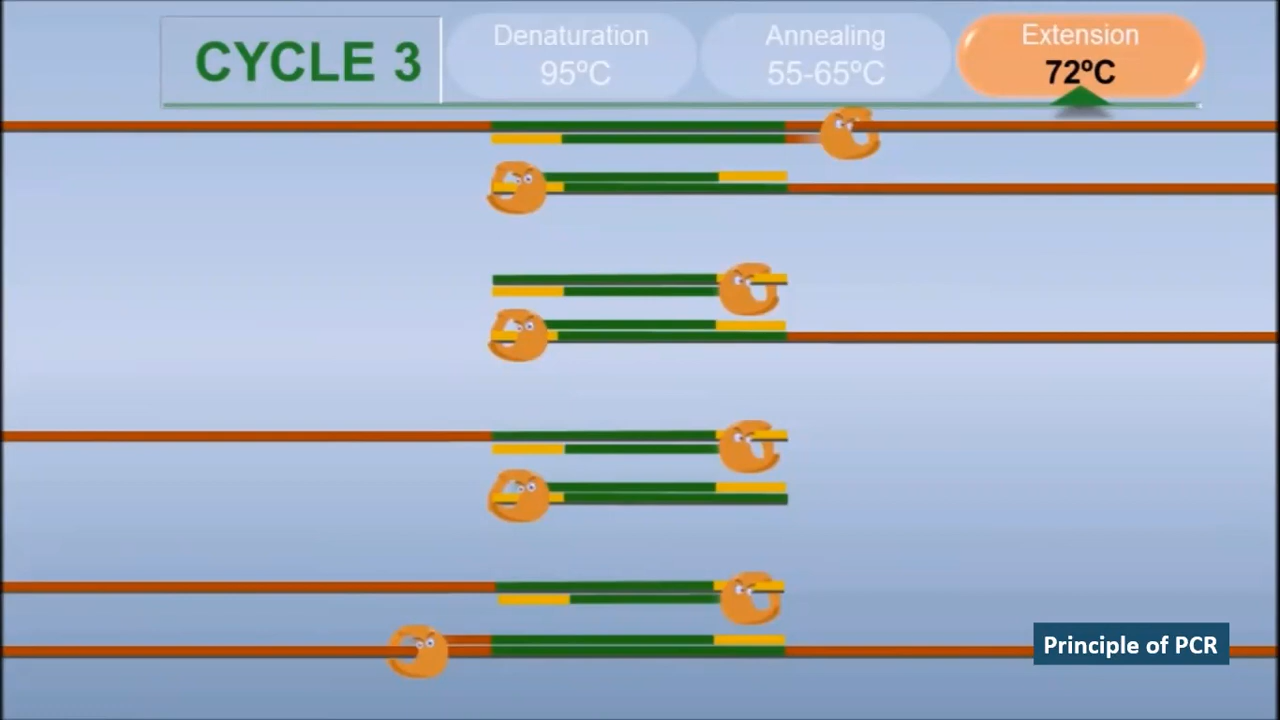 CYCLE 3
Denaturation
95ºC
Annealing
55-65ºC
Extension
72ºC
Principle of PCR